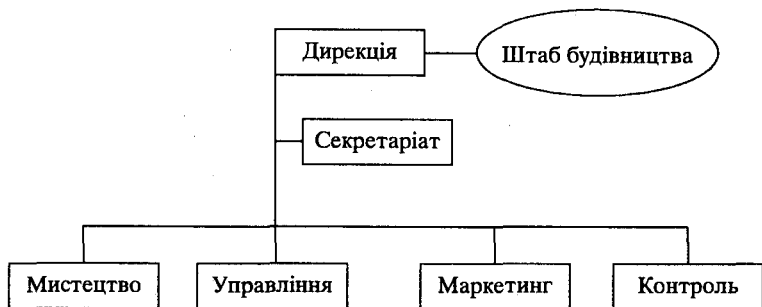 Дирекція
Штаб будівництва
Секретаріат
Мистецтво
Управління
Маркетинг
Контроль